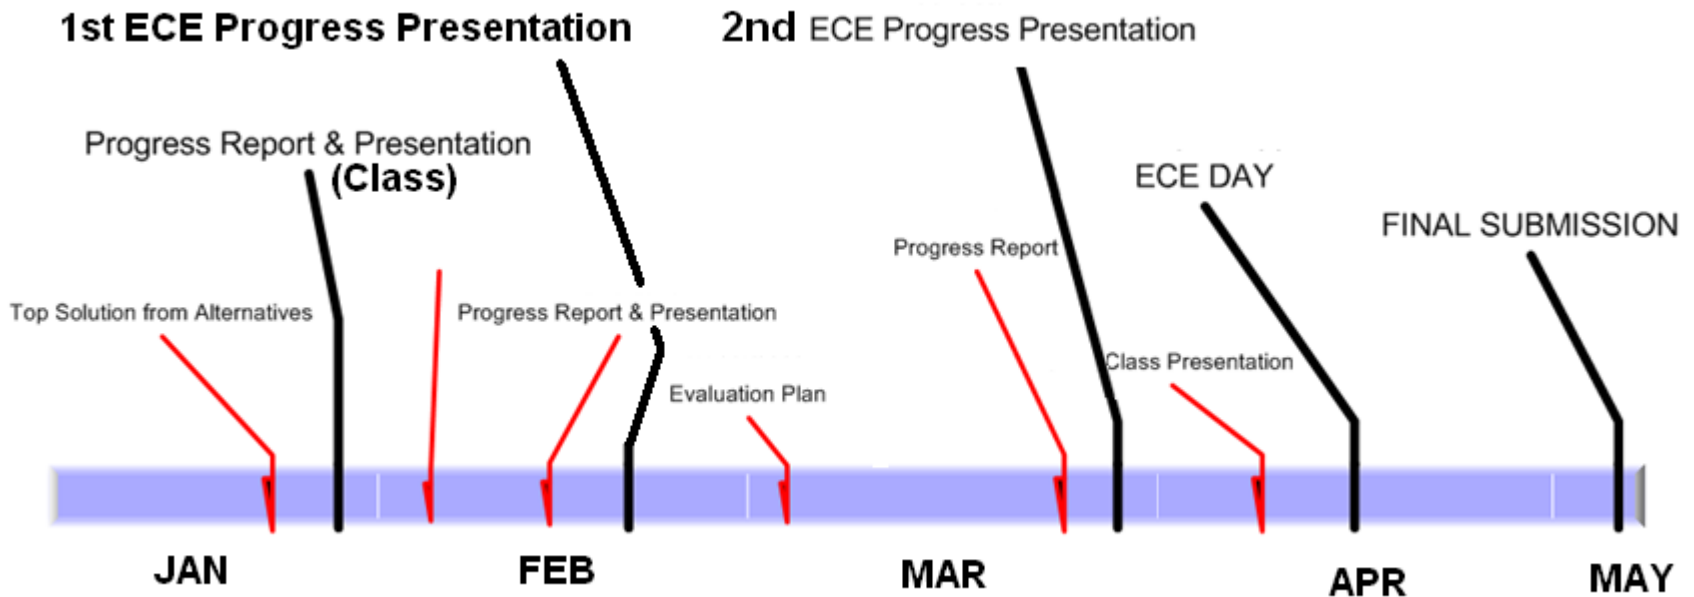 1st ECE Progress Presentation
2nd ECE Progress Presentation
Progress Report & Presentation
(Class)
ECE DAY
FINAL SUBMISSION
Progress Report
Top Solution from Alternatives
Progress Report & Presentation
Class Presentation
Evaluation Plan
JAN
FEB
MAR
APR
MAY